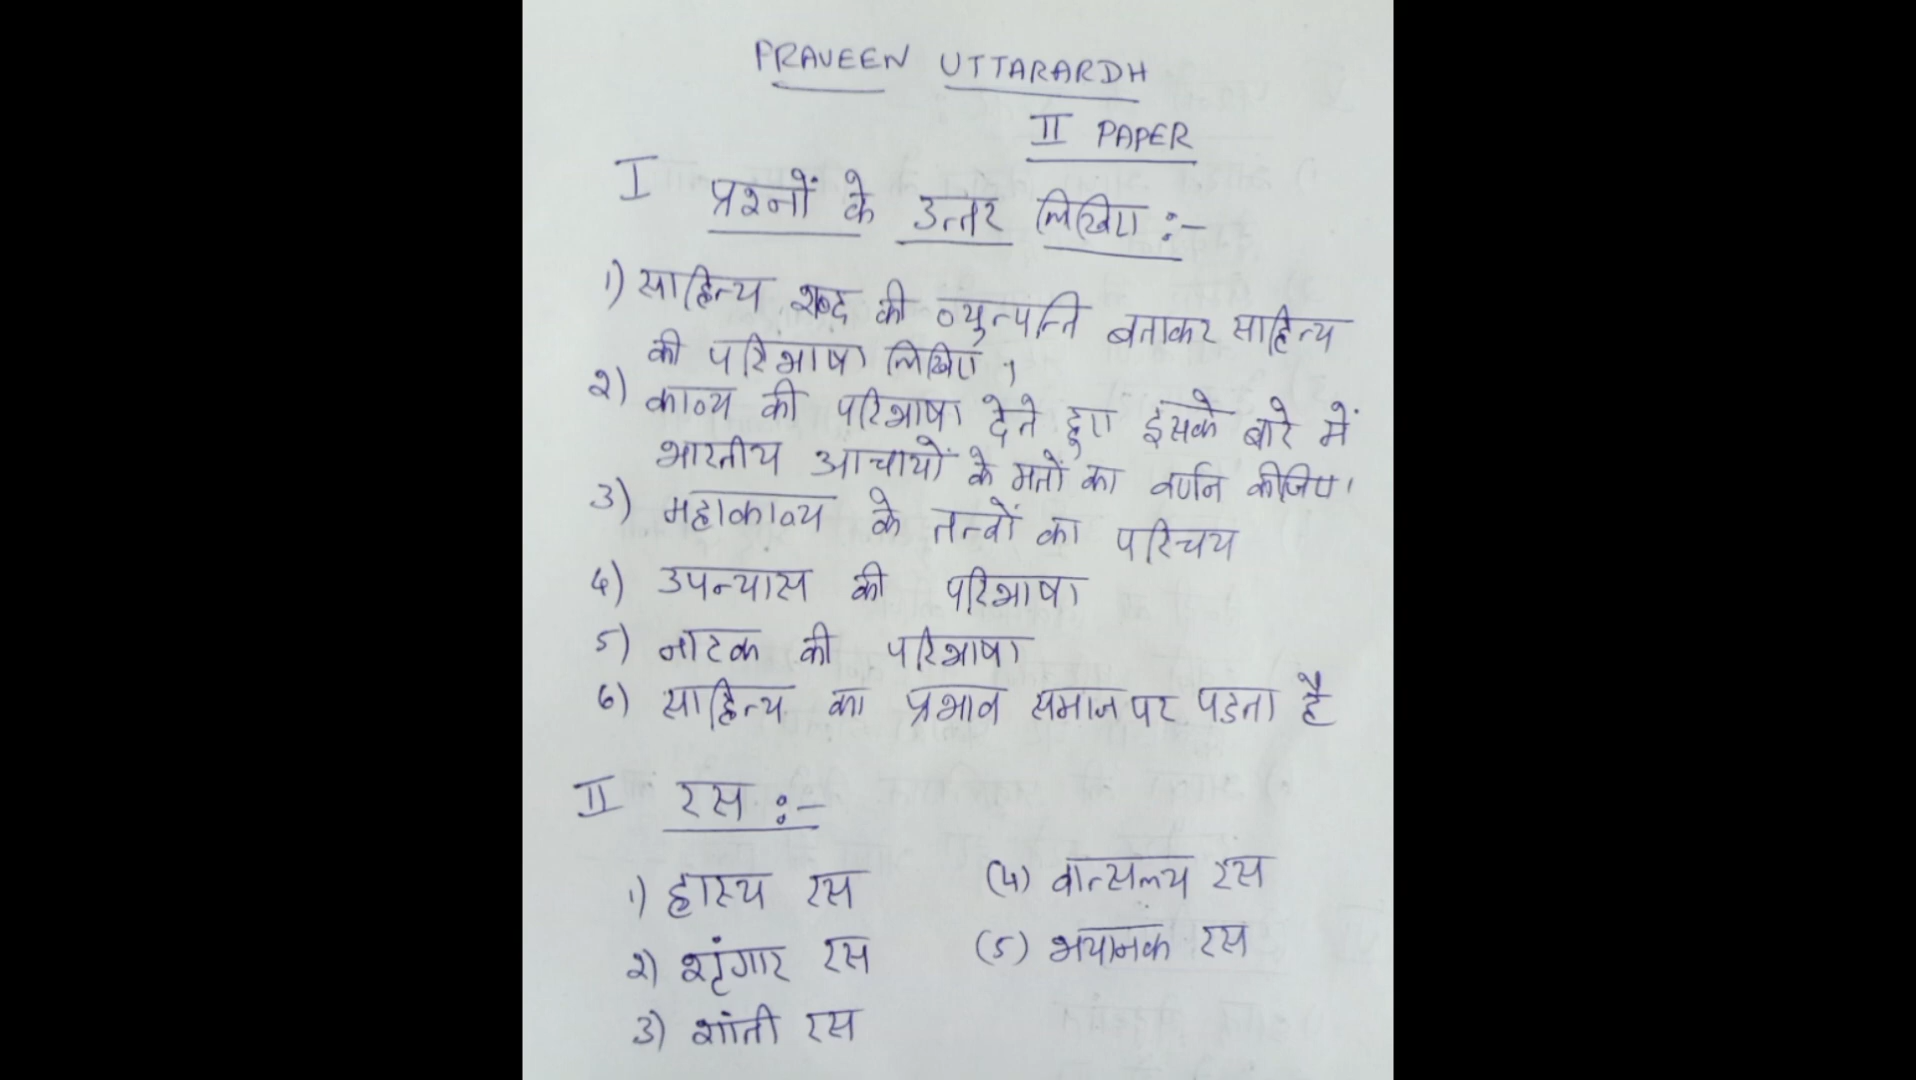 PRAVEEN UTTARARDH
II PAPER
I प्रश्नों के उत्तर लिखिए :-
1) साहित्य शब्द की व्युत्पत्ति बताकर साहित्य
की परिभाषा लिखिए।
2) काव्य की परिभाषा देते हुए इसके बारे में
भारतीय आचार्यों के मतों का वर्णन कीजिए।
3) महाकाव्य के तत्वों का परिचय
4) उपन्यास की परिभाषा
5) नाटक की परिभाषा
6) साहित्य का प्रभाव समाज पर पडता है
II रस :-
1) हास्य रस
2) श्रृंगार रस
3) शांती रस
(4) वात्सल्य रस
(5) भयानक रस